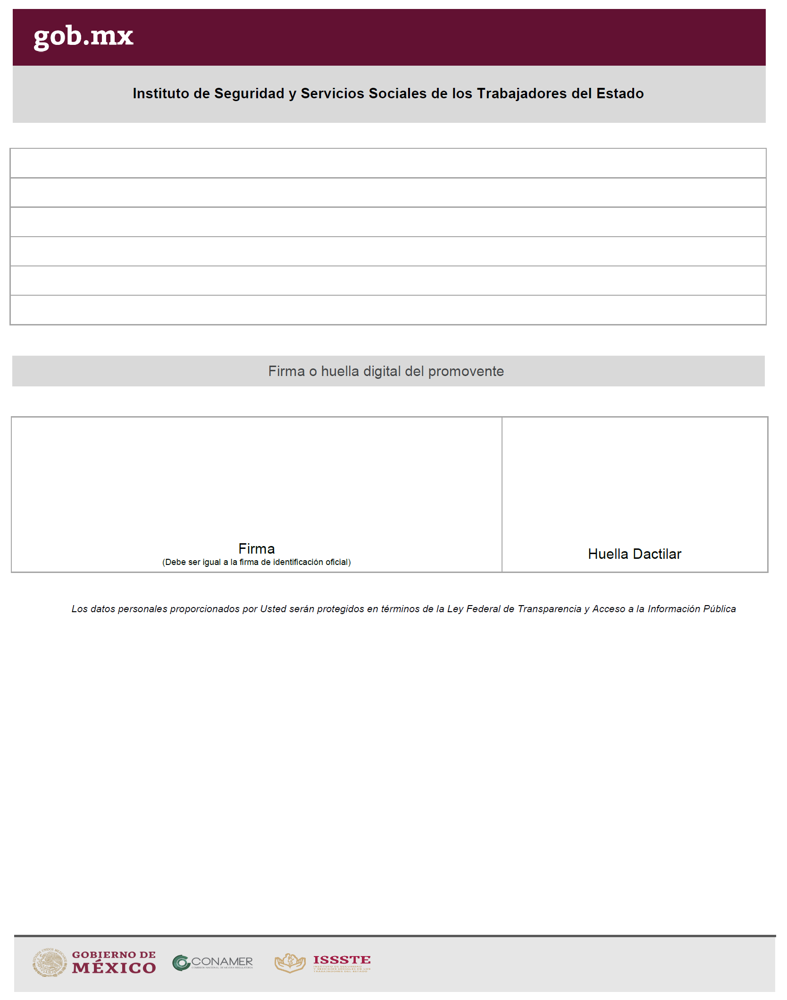 gob.mx
Instituto de Seguridad y Servicios Sociales de los Trabajadores del Estado
Firma o huella digital del promovente
Firma
(Debe ser igual a la firma de identificación oficial)
Huella Dactilar
Los datos personales proporcionados por Usted serán protegidos en términos de la Ley Federal de Transparencia y Acceso a la Información Pública
ESTADOS UNIDOS MEXICANOS
GOBIERNO DE
MÉXICO
CONAMER
COMISIÓN NACIONAL DE MEJORA REGULATORIA
ISSSTE
INSTITUTO DE SEGURIDAD
Y SERVICIOS SOCIALES DE LOS
TRABAJADORES DEL ESTADO